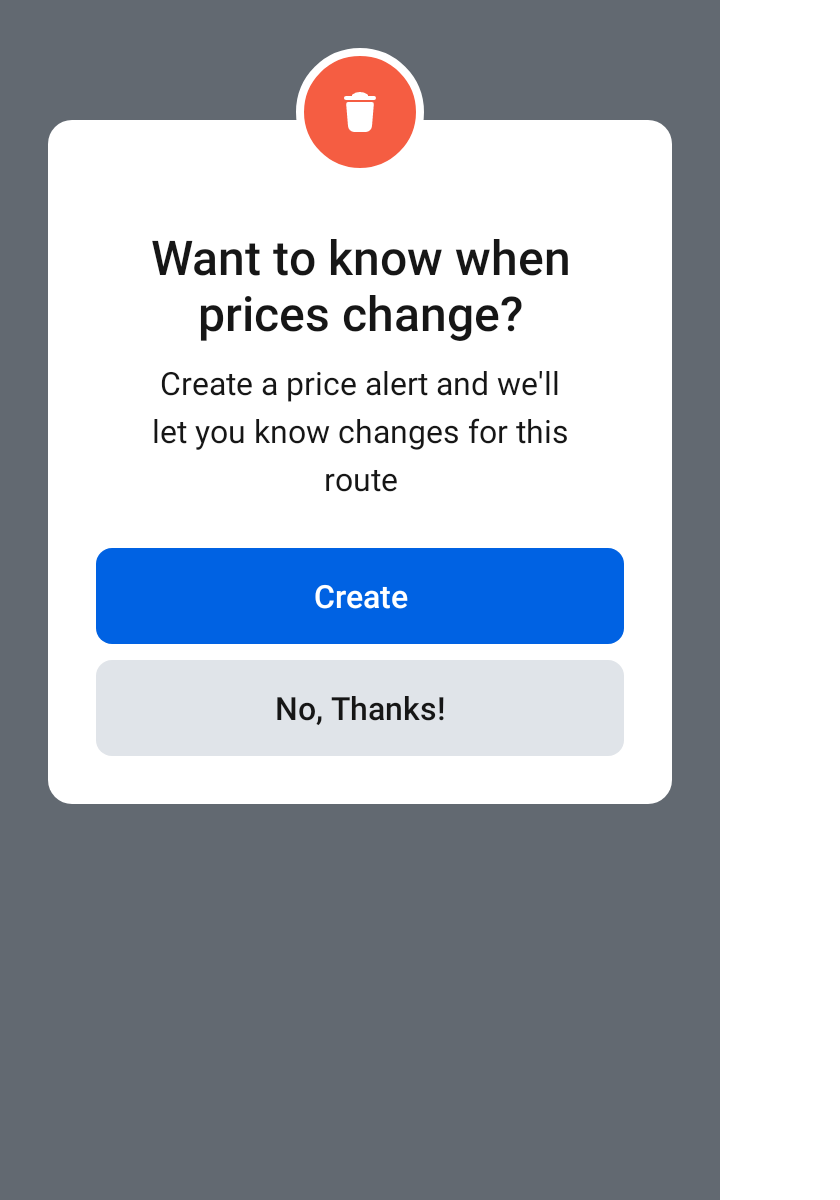 Want to know when
prices change?
Create a price alert and we'll
let you know changes for this
route
Create
No, Thanks!